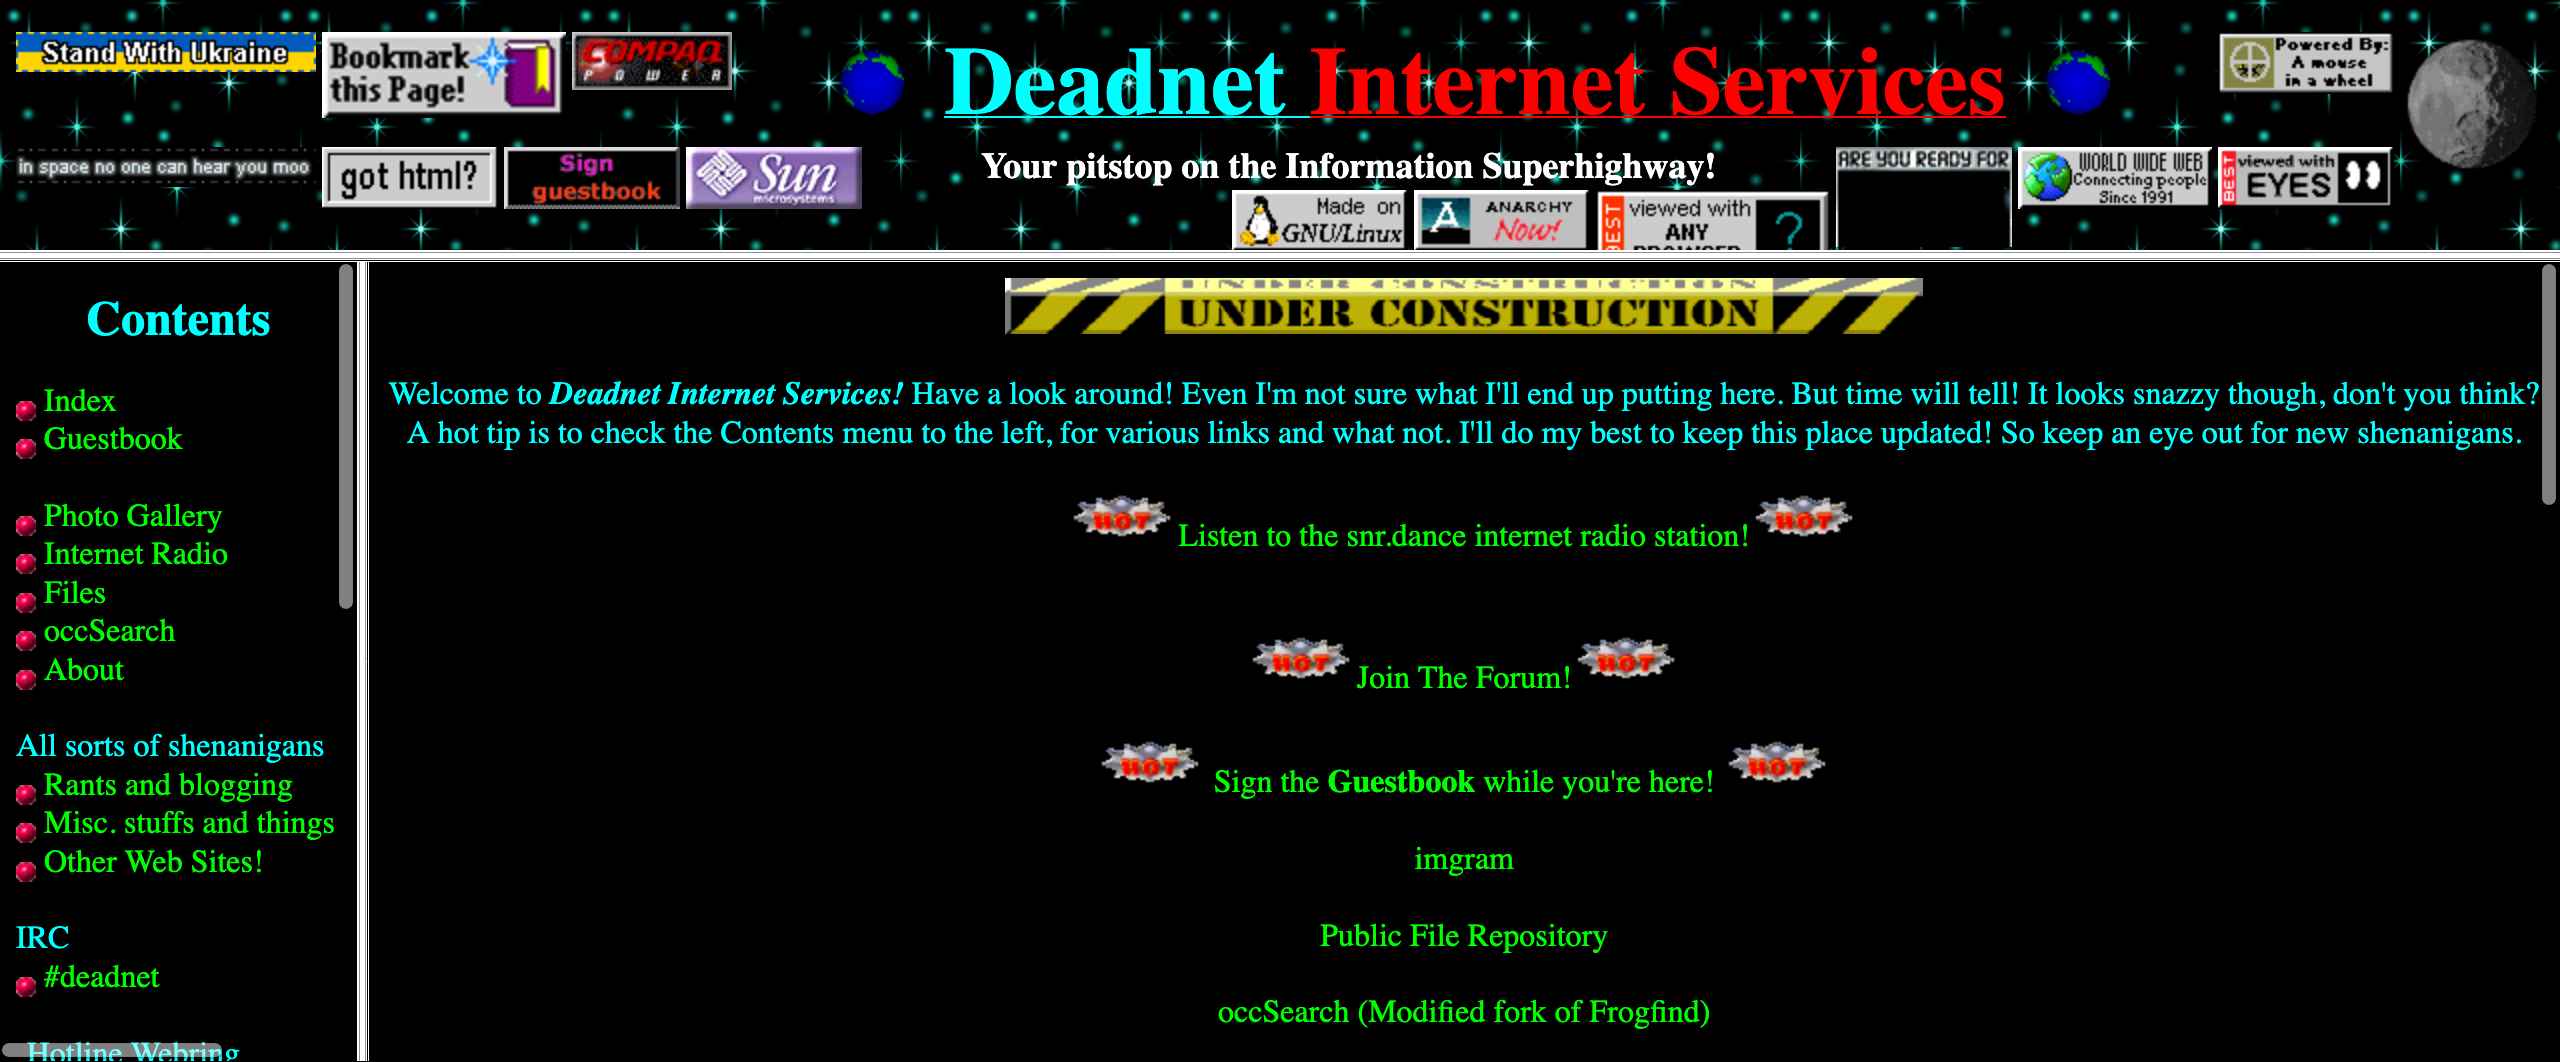 Stand With Ukraine
Bookmark
this Page!
COMPAQ
POWER
Deadnet Internet Services
Powered By:
A mouse
in a wheel
in space no one can hear you moo
got html?
Sign
guestbook
Sun
microsystems
Your pitstop on the Information Superhighway!
Made on
GNU/Linux
ANARCHY
Now!
BEST
viewed with
ANY
BROWSER
?
ARE YOU READY FOR
WORLD WIDE WEB
Connecting people
Since 1991
BEST
viewed with
EYES
Contents
Index
Guestbook
Photo Gallery
Internet Radio
Files
occSearch
About
All sorts of shenanigans
Rants and blogging
Misc. stuffs and things
Other Web Sites!
IRC
#deadnet
Hotline Webring
UNDER CONSTRUCTION
UNDER CONSTRUCTION
Welcome to Deadnet Internet Services! Have a look around! Even I'm not sure what I'll end up putting here. But time will tell! It looks snazzy though, don't you think?
A hot tip is to check the Contents menu to the left, for various links and what not. I'll do my best to keep this place updated! So keep an eye out for new shenanigans.
HOT Listen to the snr.dance internet radio station! HOT
HOT Join The Forum! HOT
HOT Sign the Guestbook while you're here! HOT
imgram
Public File Repository
occSearch (Modified fork of Frogfind)